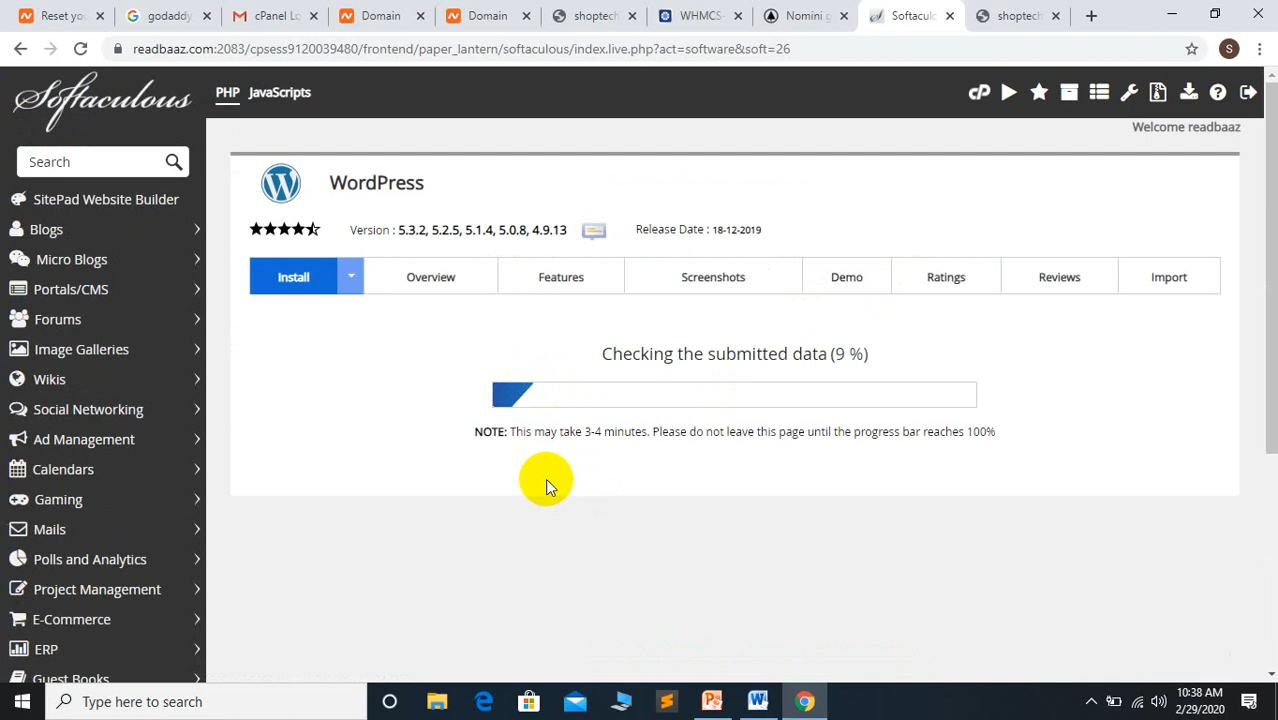 Reset you
godaddy
cPanel Lo
Domain
Domain
shoptech
WHMCS-
Nomini g
Softacul
shoptech
readbaaz.com:2083/cpsess9120039480/frontend/paper_lantern/softaculous/index.live.php?act=software&soft=26
S
Softaculous
PHP JavaScripts
cP
Welcome readbaaz
Search
SitePad Website Builder
Blogs
Micro Blogs
Portals/CMS
Forums
Image Galleries
Wikis
Social Networking
Ad Management
Calendars
Gaming
Mails
Polls and Analytics
Project Management
E-Commerce
ERP
Guest Books
WordPress
Version : 5.3.2, 5.2.5, 5.1.4, 5.0.8, 4.9.13
Release Date : 18-12-2019
Install
Overview
Features
Screenshots
Demo
Ratings
Reviews
Import
Checking the submitted data (9 %)
NOTE: This may take 3-4 minutes. Please do not leave this page until the progress bar reaches 100%
Type here to search
10:38 AM
2/29/2020